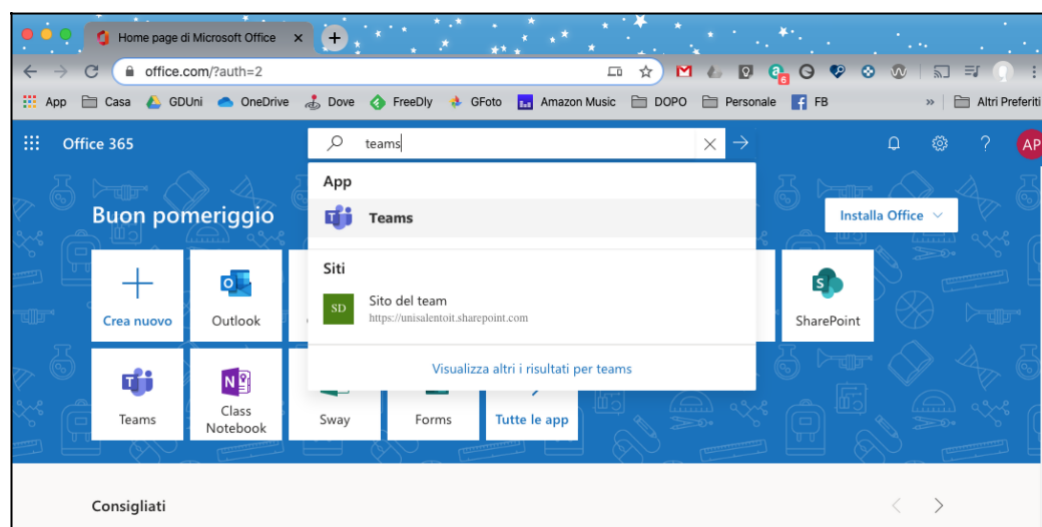 Home page di Microsoft Office
office.com/?auth=2
App Casa GDUni OneDrive Dove FreeDly GFoto Amazon Music DOPO Personale FB » Altri Preferiti
Office 365
teams
AP
App
Teams
Buon pomeriggio
Installa Office
Siti
SD
Sito del team
https://unisalentoit.sharepoint.com
Crea nuovo
Outlook
SharePoint
Visualizza altri i risultati per teams
Teams
Class
Notebook
Sway
Forms
Tutte le app
Consigliati